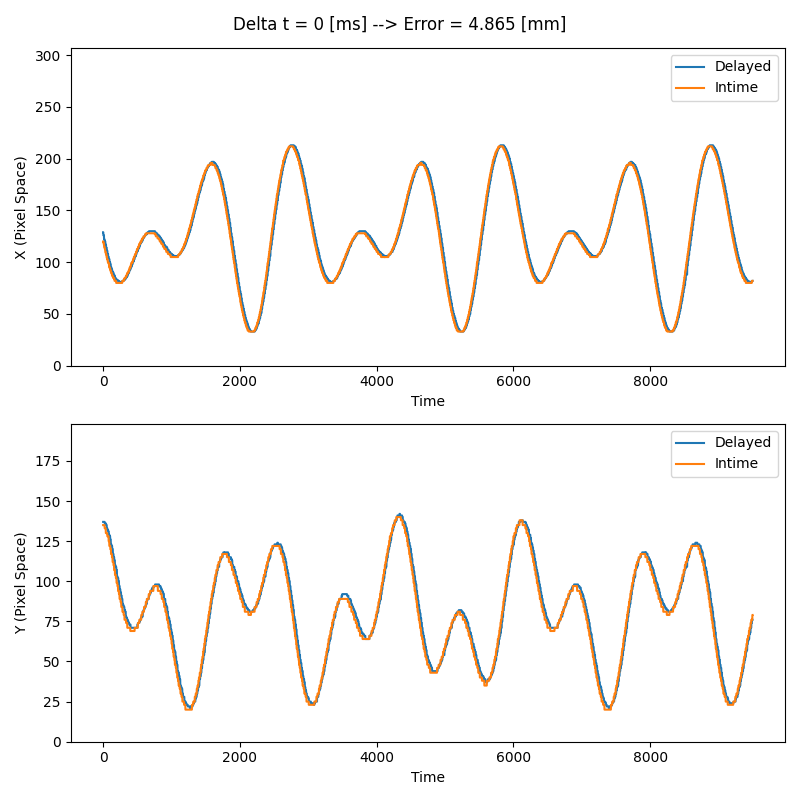 Delta t = 0 [ms] --> Error = 4.865 [mm]
300
250
200
150
100
50
0
X (Pixel Space)
Delayed
Intime
0 2000 4000 6000 8000
Time
175
150
125
100
75
50
25
0
Y (Pixel Space)
Delayed
Intime
0 2000 4000 6000 8000
Time